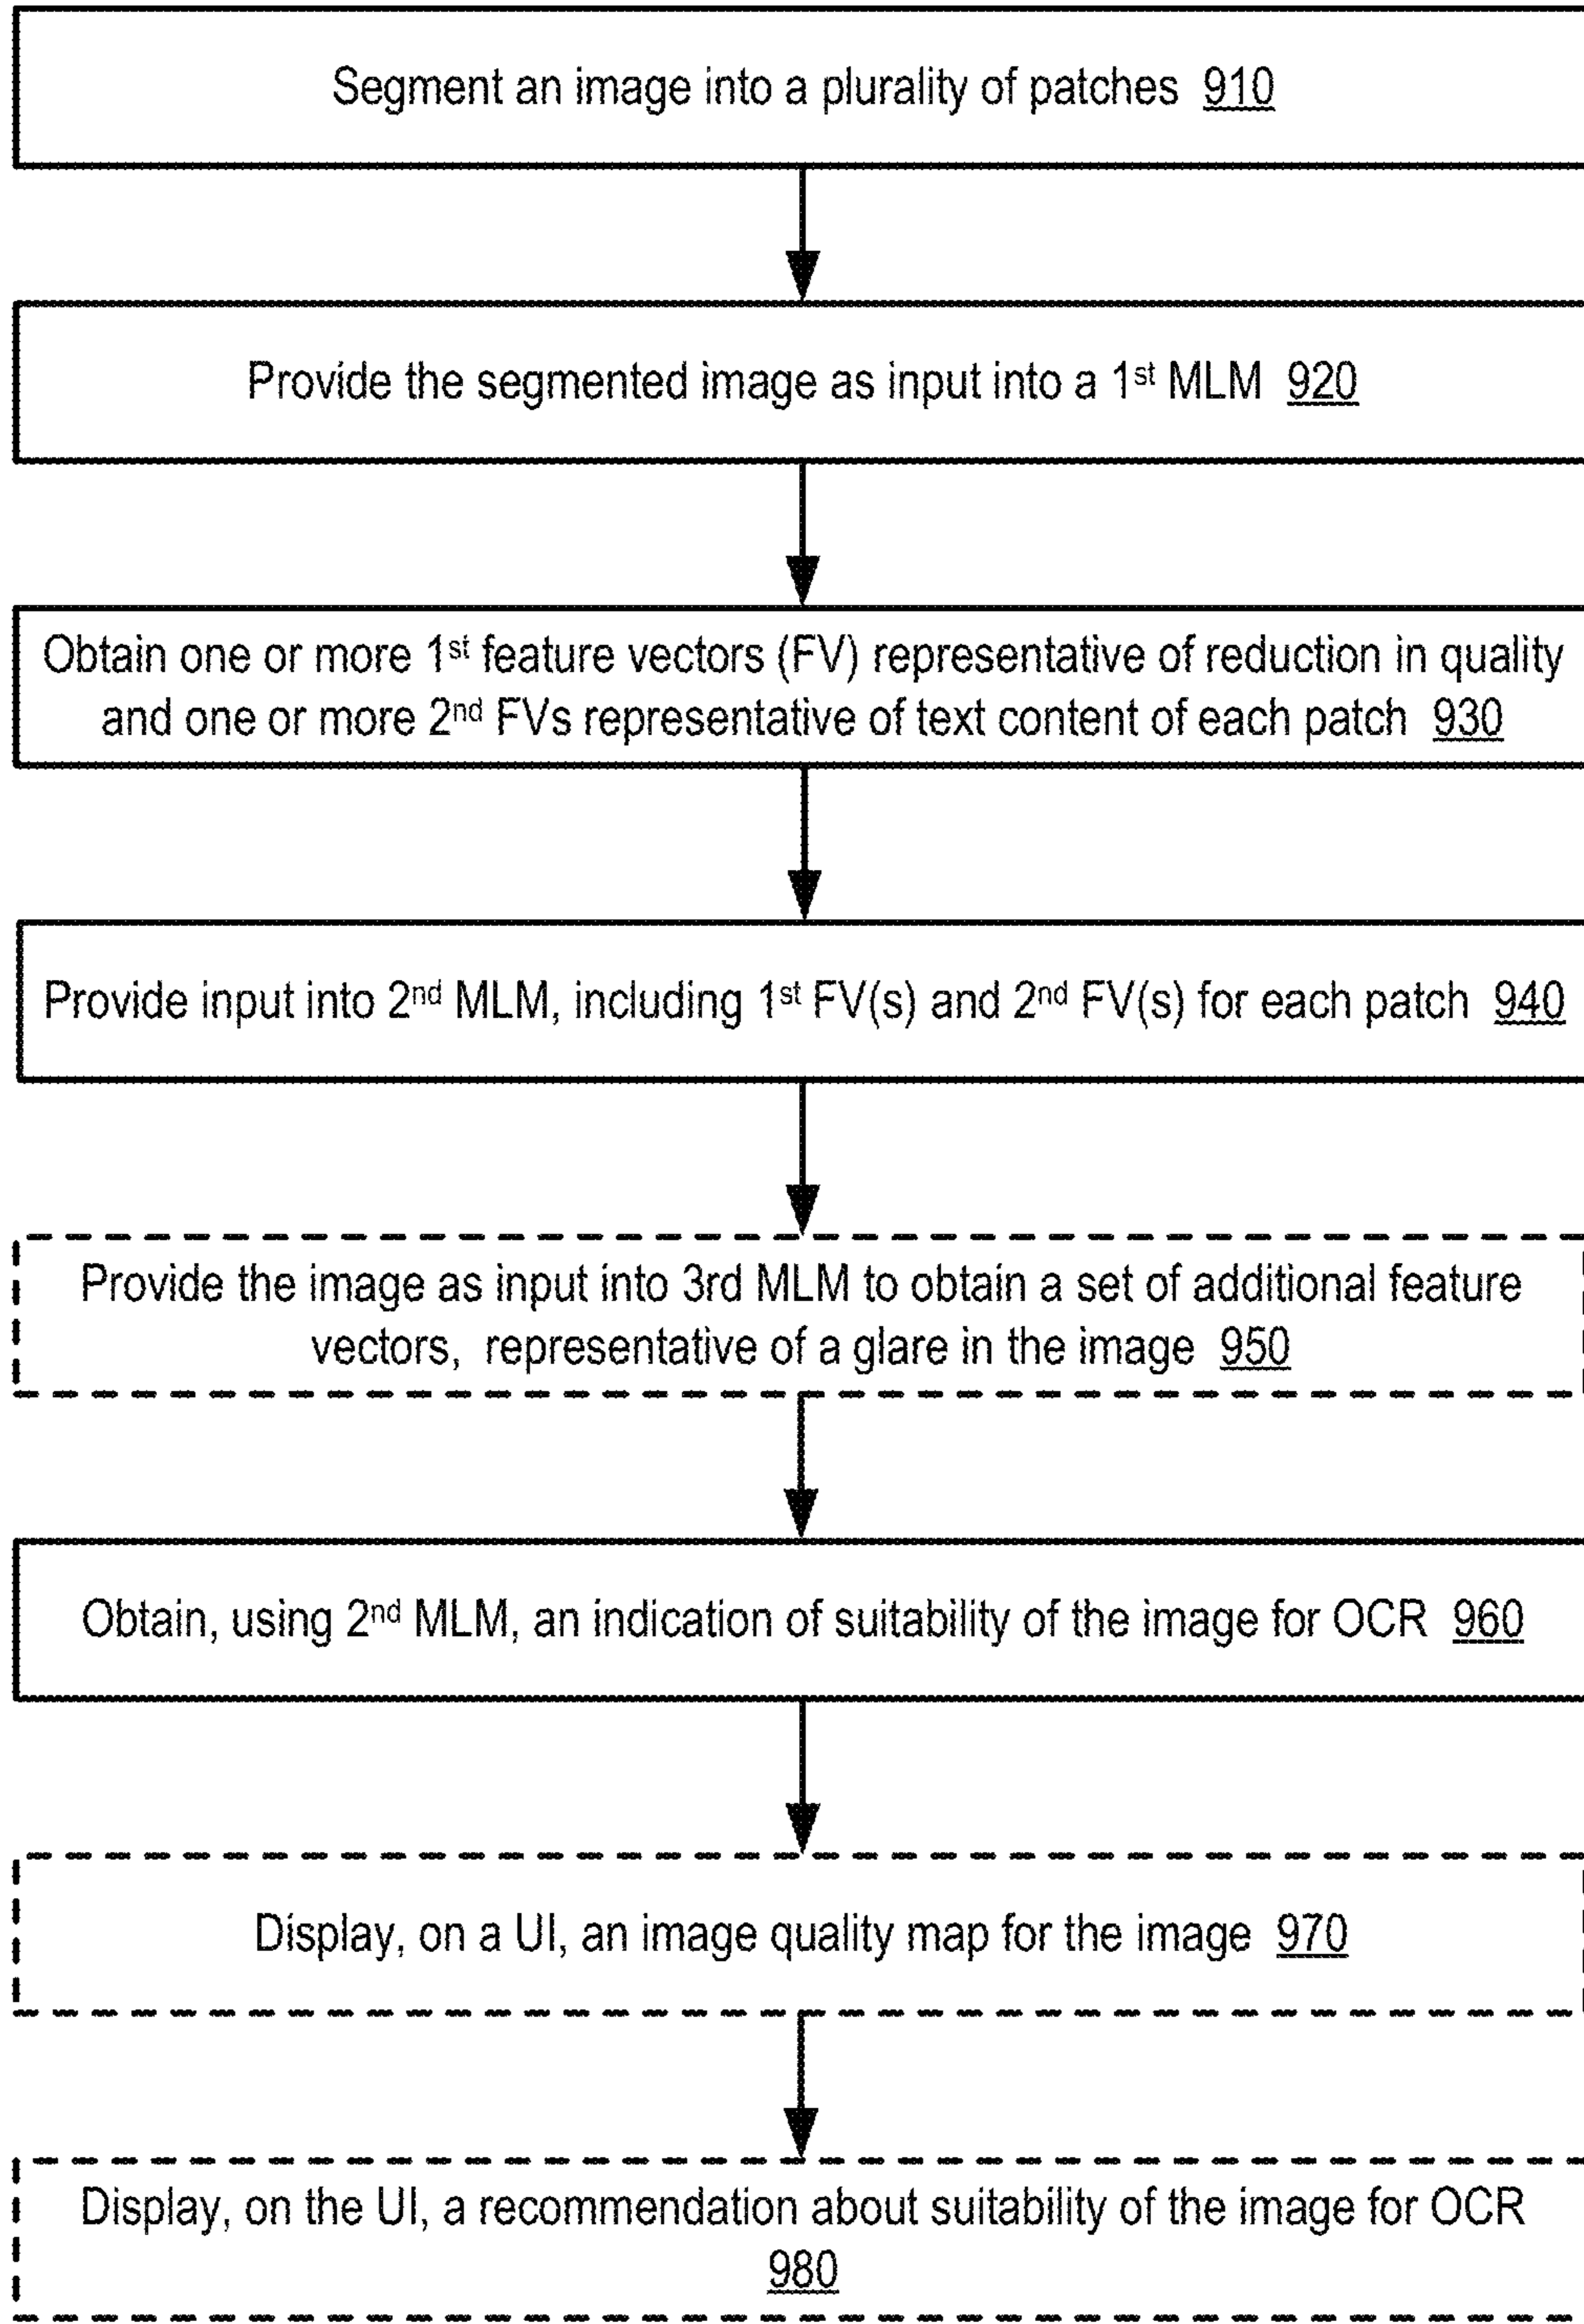 Segment an image into a plurality of patches 910
Provide the segmented image as input into a 1st MLM 920
Obtain one or more 1st feature vectors (FV) representative of reduction in quality
and one or more 2nd FVs representative of text content of each patch 930
Provide input into 2nd MLM, including 1st FV(s) and 2nd FV(s) for each patch 940
Provide the image as input into 3rd MLM to obtain a set of additional feature
vectors, representative of a glare in the image 950
Obtain, using 2nd MLM, an indication of suitability of the image for OCR 960
Display, on a UI, an image quality map for the image 970
Display, on the UI, a recommendation about suitability of the image for OCR
980